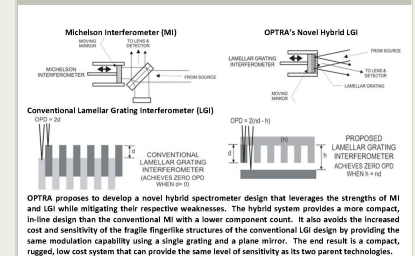 Michelson Interferometer (MI)
OPTRA's Novel Hybrid LGI
MOVING
MIRROR
TO LENS &
DETECTOR
MICHELSON
INTERFEROMETER
FROM SOURCE
LAMELLAR GRATING
INTERFEROMETER
FROM SOURCE
TO LENS &
DETECTOR
LAMELLAR GRATING
MOVING
MIRROR
Conventional Lamellar Grating Interferometer (LGI)
OPD = 2d
d
CONVENTIONAL
LAMELLAR GRATING
INTERFEROMETER
(ACHIEVES ZERO OPD
WHEN d= 0)
OPD = 2(nd - h)
(n)
d
h
PROPOSED
LAMELLAR GRATING
INTERFEROMETER
(ACHIEVES ZERO OPD
WHEN h = nd
OPTRA proposes to develop a novel hybrid spectrometer design that leverages the strengths of MI
and LGI while mitigating their respective weaknesses. The hybrid system provides a more compact,
in-line design than the conventional MI with a lower component count. It also avoids the increased
cost and sensitivity of the fragile fingerlike structures of the conventional LGI design by providing the
same modulation capability using a single grating and a plane mirror. The end result is a compact,
rugged, low cost system that can provide the same level of sensitivity as its two parent technologies.